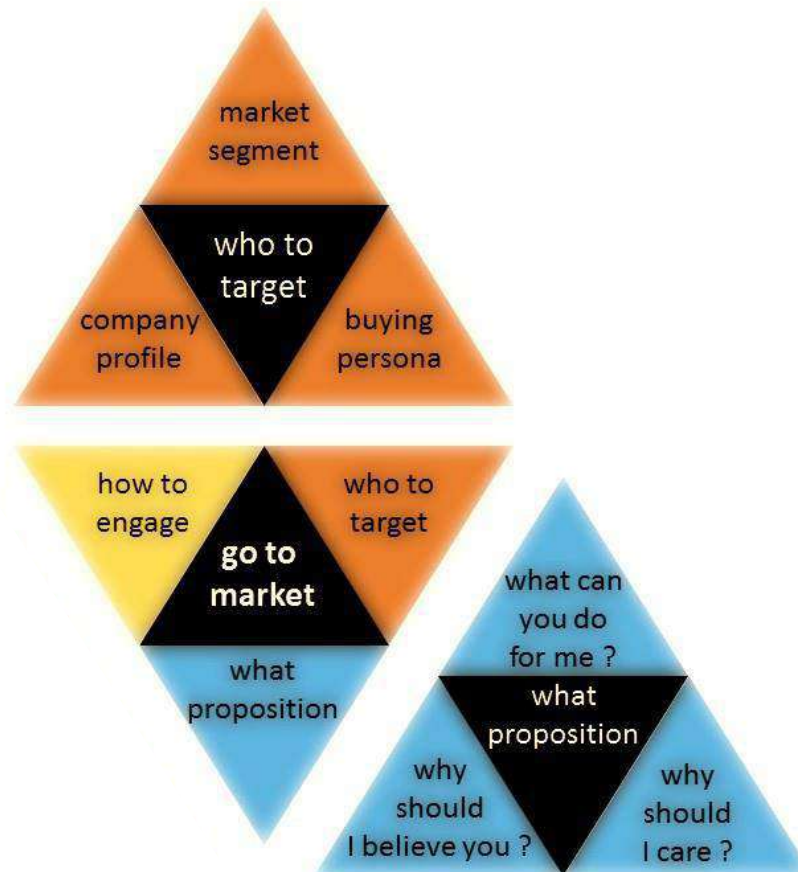 market
segment
who to
target
company
profile
buying
persona
how to
engage
who to
target
go to
market
what
proposition
what can
you do
for me ?
what
proposition
why
should
I believe you ?
why
should
I care ?